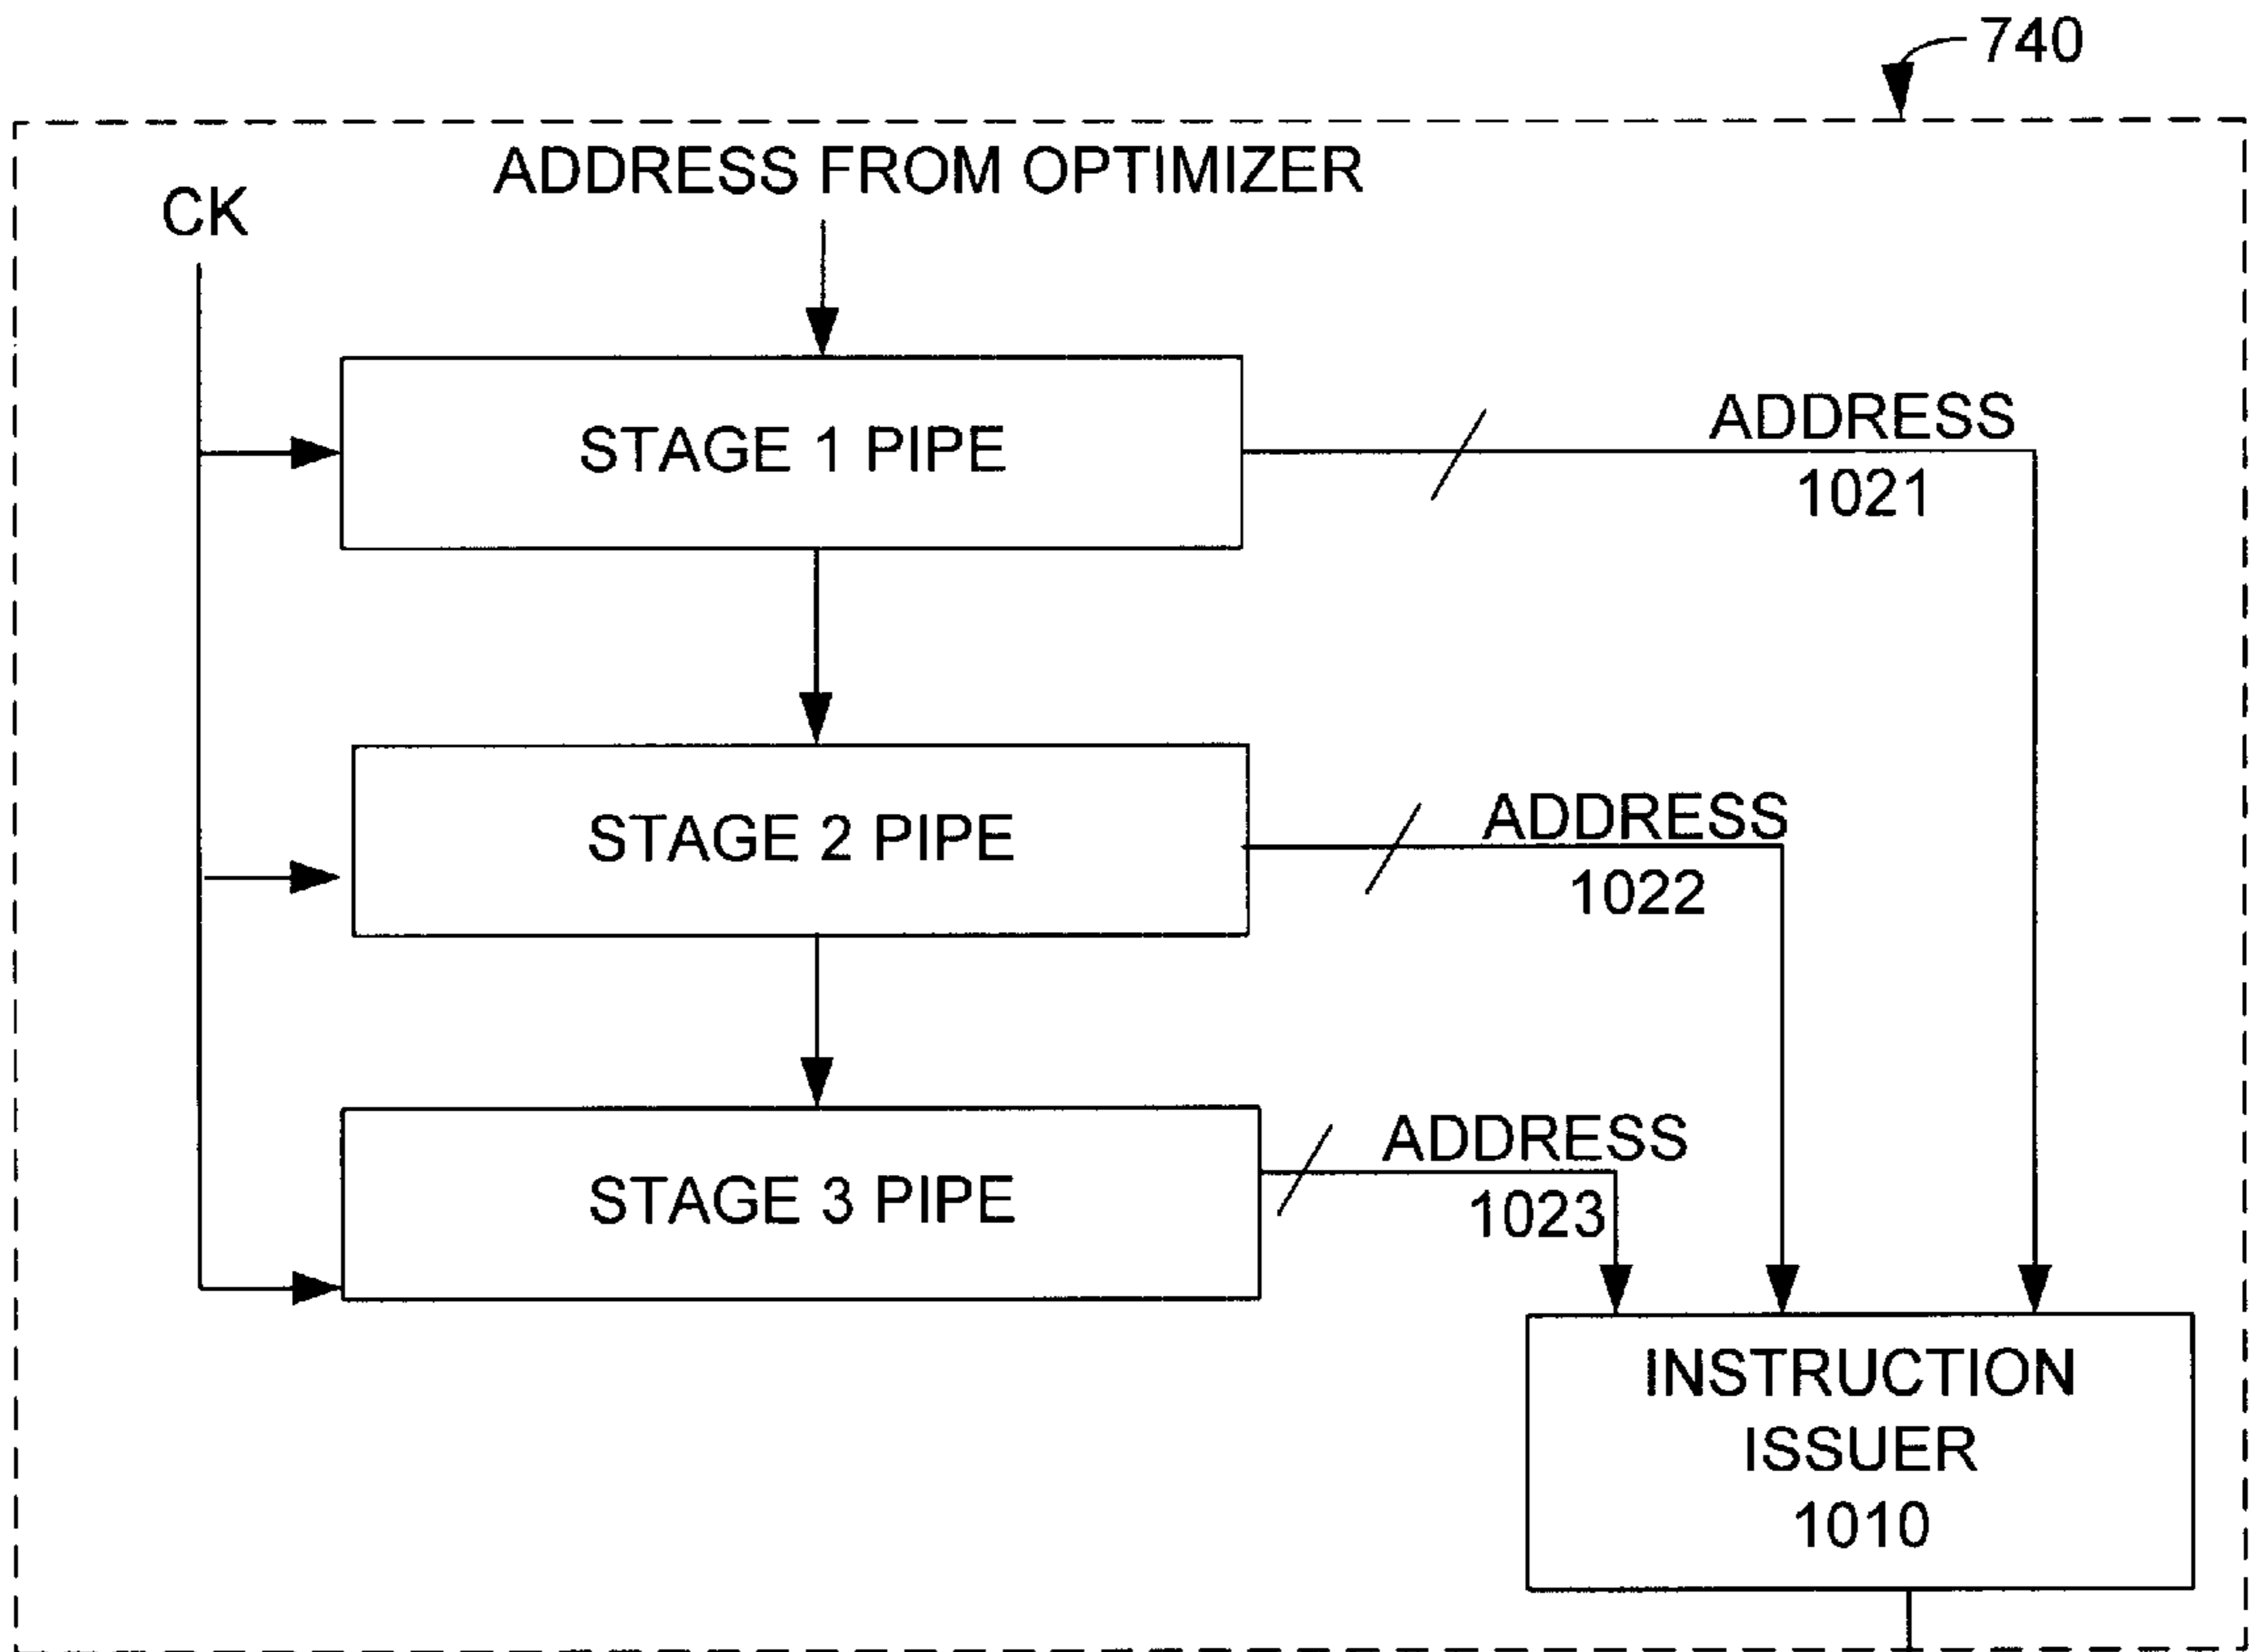 740
ADDRESS FROM OPTIMIZER
CK
STAGE 1 PIPE
ADDRESS
1021
STAGE 2 PIPE
ADDRESS
1022
STAGE 3 PIPE
ADDRESS
1023
INSTRUCTION
ISSUER
1010